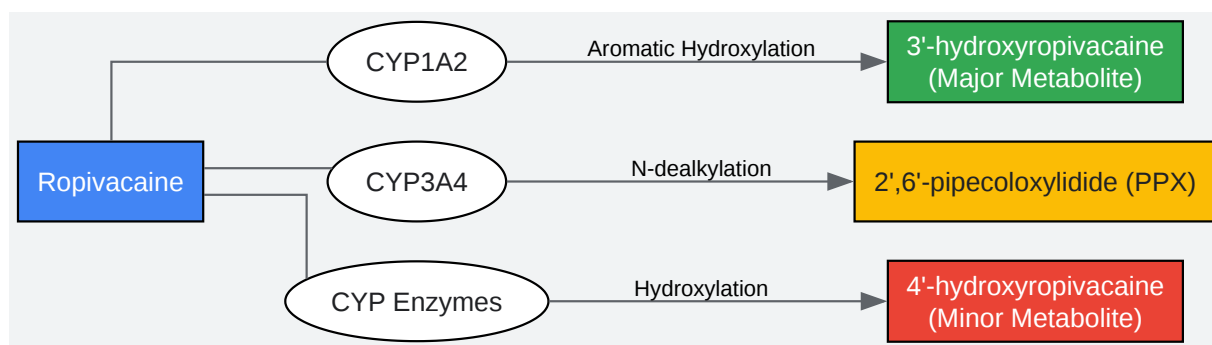 CYP1A2
Aromatic Hydroxylation
3'-hydroxyropivacaine
(Major Metabolite)
Ropivacaine
CYP3A4
N-dealkylation
2',6'-pipecoloxylidide (PPX)
CYP Enzymes
Hydroxylation
4'-hydroxyropivacaine
(Minor Metabolite)